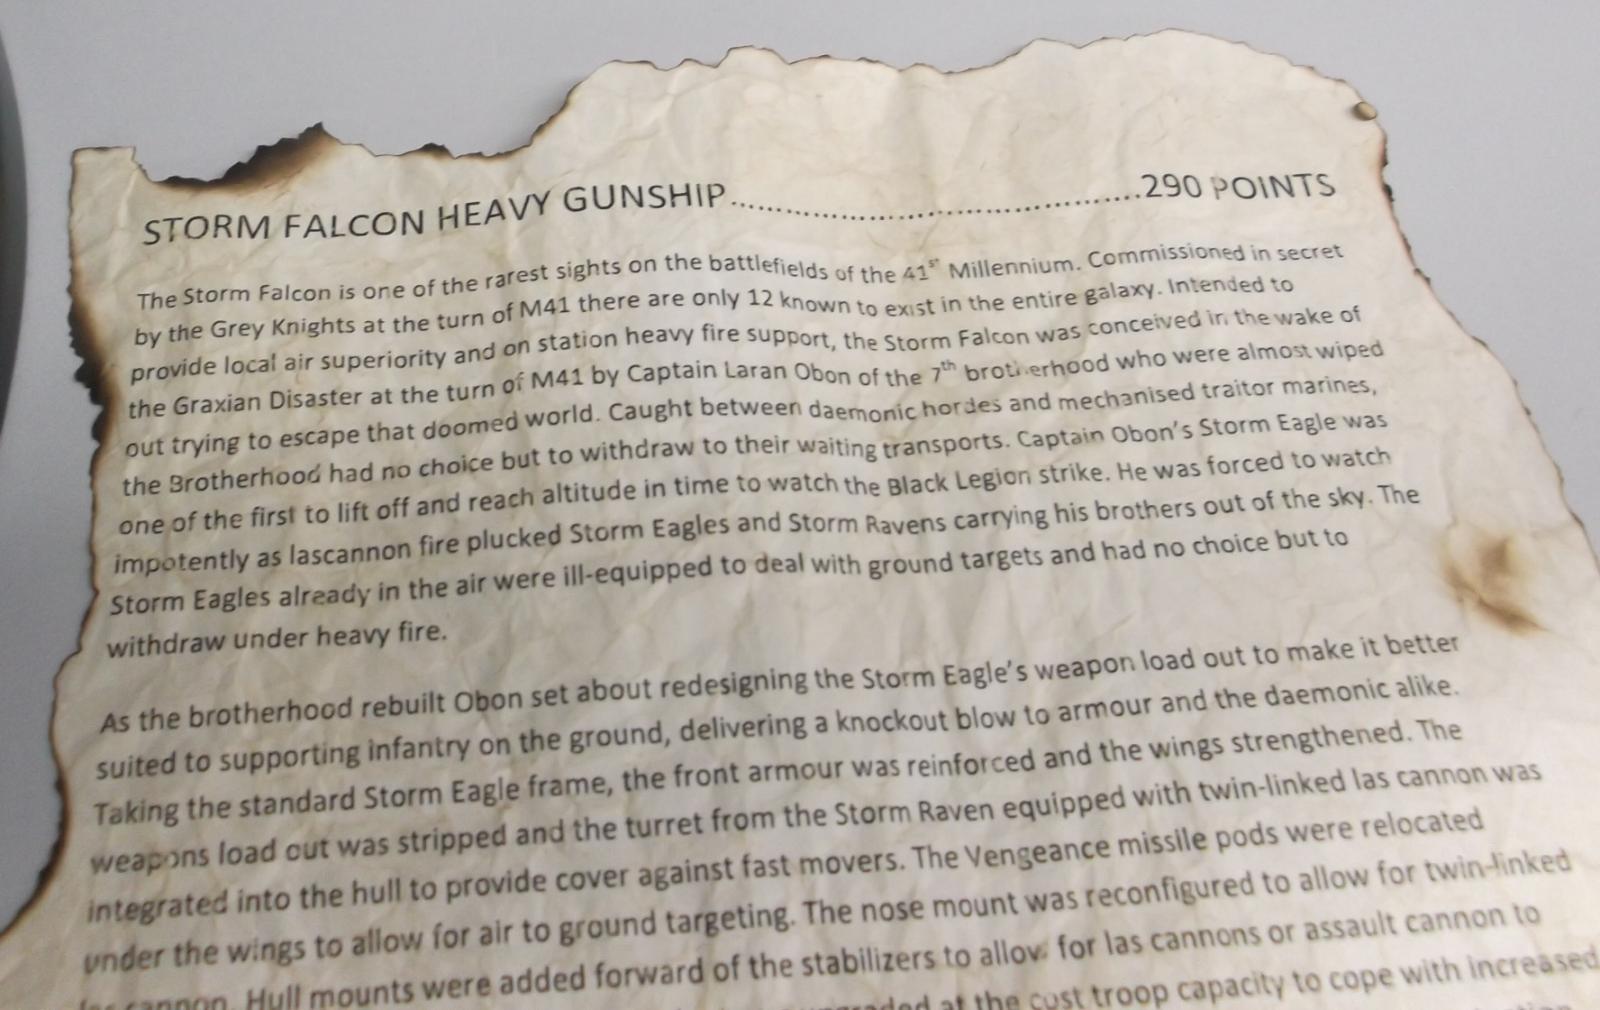 STORM FALCON HEAVY GUNSHIP..............................................290 POINTS
The Storm Falcon is one of the rarest sights on the battlefields of the 41st Millennium. Commissioned in secret
by the Grey Knights at the turn of M41 there are only 12 known to exist in the entire galaxy. Intended to
provide local air superiority and on station heavy fire support, the Storm Falcon was conceived in the wake of
the Graxian Disaster at the turn of M41 by Captain Laran Obon of the 7th brotherhood who were almost wiped
out trying to escape that doomed world. Caught between daemonic hordes and mechanised traitor marines,
the Brotherhood had no choice but to withdraw to their waiting transports. Captain Obon's Storm Eagle was
one of the first to lift off and reach altitude in time to watch the Black Legion strike. He was forced to watch
impotently as lascannon fire plucked Storm Eagles and Storm Ravens carrying his brothers out of the sky. The
Storm Eagles already in the air were ill-equipped to deal with ground targets and had no choice but to
withdraw under heavy fire.
As the brotherhood rebuilt Obon set about redesigning the Storm Eagle's weapon load out to make it better
suited to supporting infantry on the ground, delivering a knockout blow to armour and the daemonic alike.
Taking the standard Storm Eagle frame, the front armour was reinforced and the wings strengthened. The
weapons load out was stripped and the turret from the Storm Raven equipped with twin-linked las cannon was
integrated into the hull to provide cover against fast movers. The Vengeance missile pods were relocated
under the wings to allow for air to ground targeting. The nose mount was reconfigured to allow for twin-linked
las cannon. Hull mounts were added forward of the stabilizers to allow for las cannons or assault cannon to
at the cost troop capacity to cope with increased